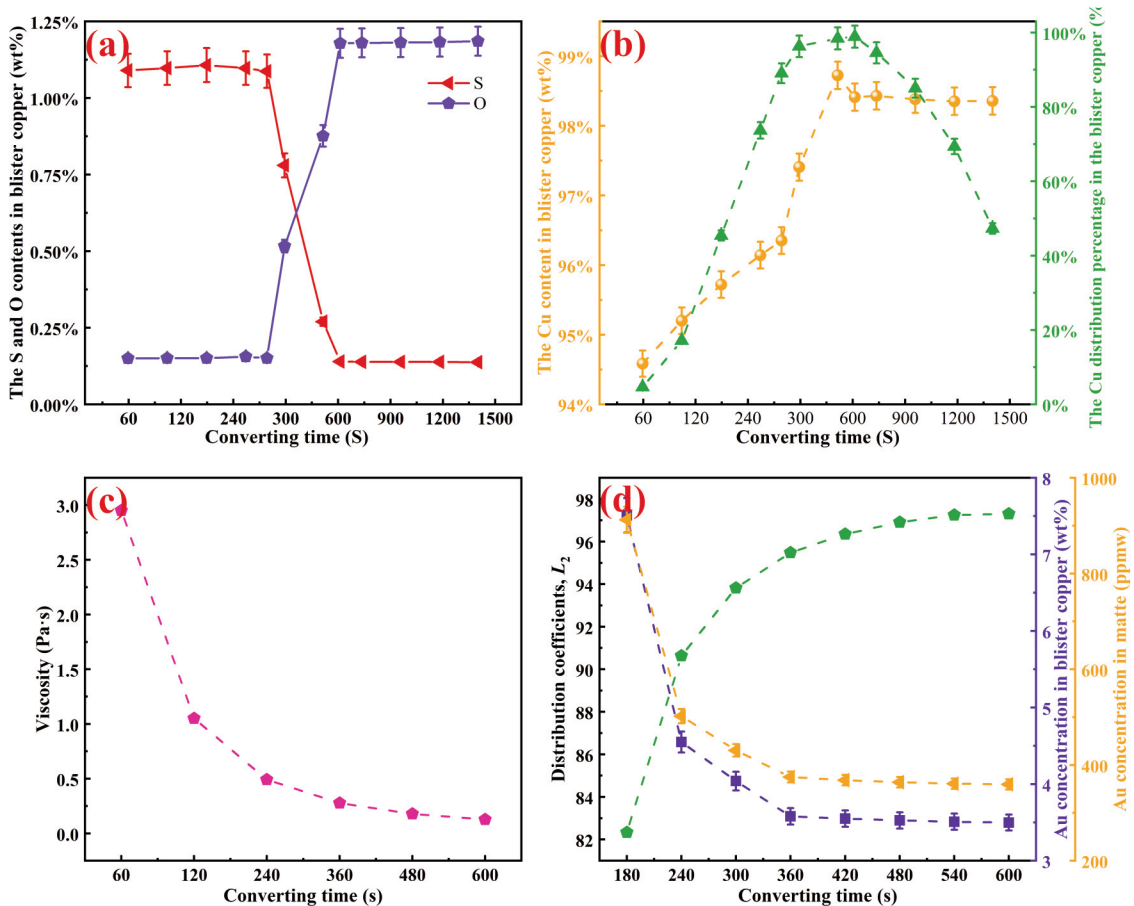 (a)
The S and O contents in blister copper (wt%)
1.25%
1.00%
0.75%
0.50%
0.25%
0.00%
S
O
60 120 240 300 600 900 1200 1500
Converting time (S)
(b)
The Cu content in blister copper (wt%)
99%
98%
97%
96%
95%
94%
The Cu distribution percentage in the blister copper (%
100%
80%
60%
40%
20%
0%
60 120 240 300 600 900 1200 1500
Converting time (S)
(c)
Viscosity (Pa·s)
3.0
2.5
2.0
1.5
1.0
0.5
0.0
60 120 240 360 480 600
Converting time (s)
(d)
Distribution coefficients, L2
98
96
94
92
90
88
86
84
82
Au concentration in blister copper (wt%)
8
7
6
5
4
3
Au concentration in matte (ppmw)
1000
800
600
400
200
180 240 300 360 420 480 540 600
Converting time (s)